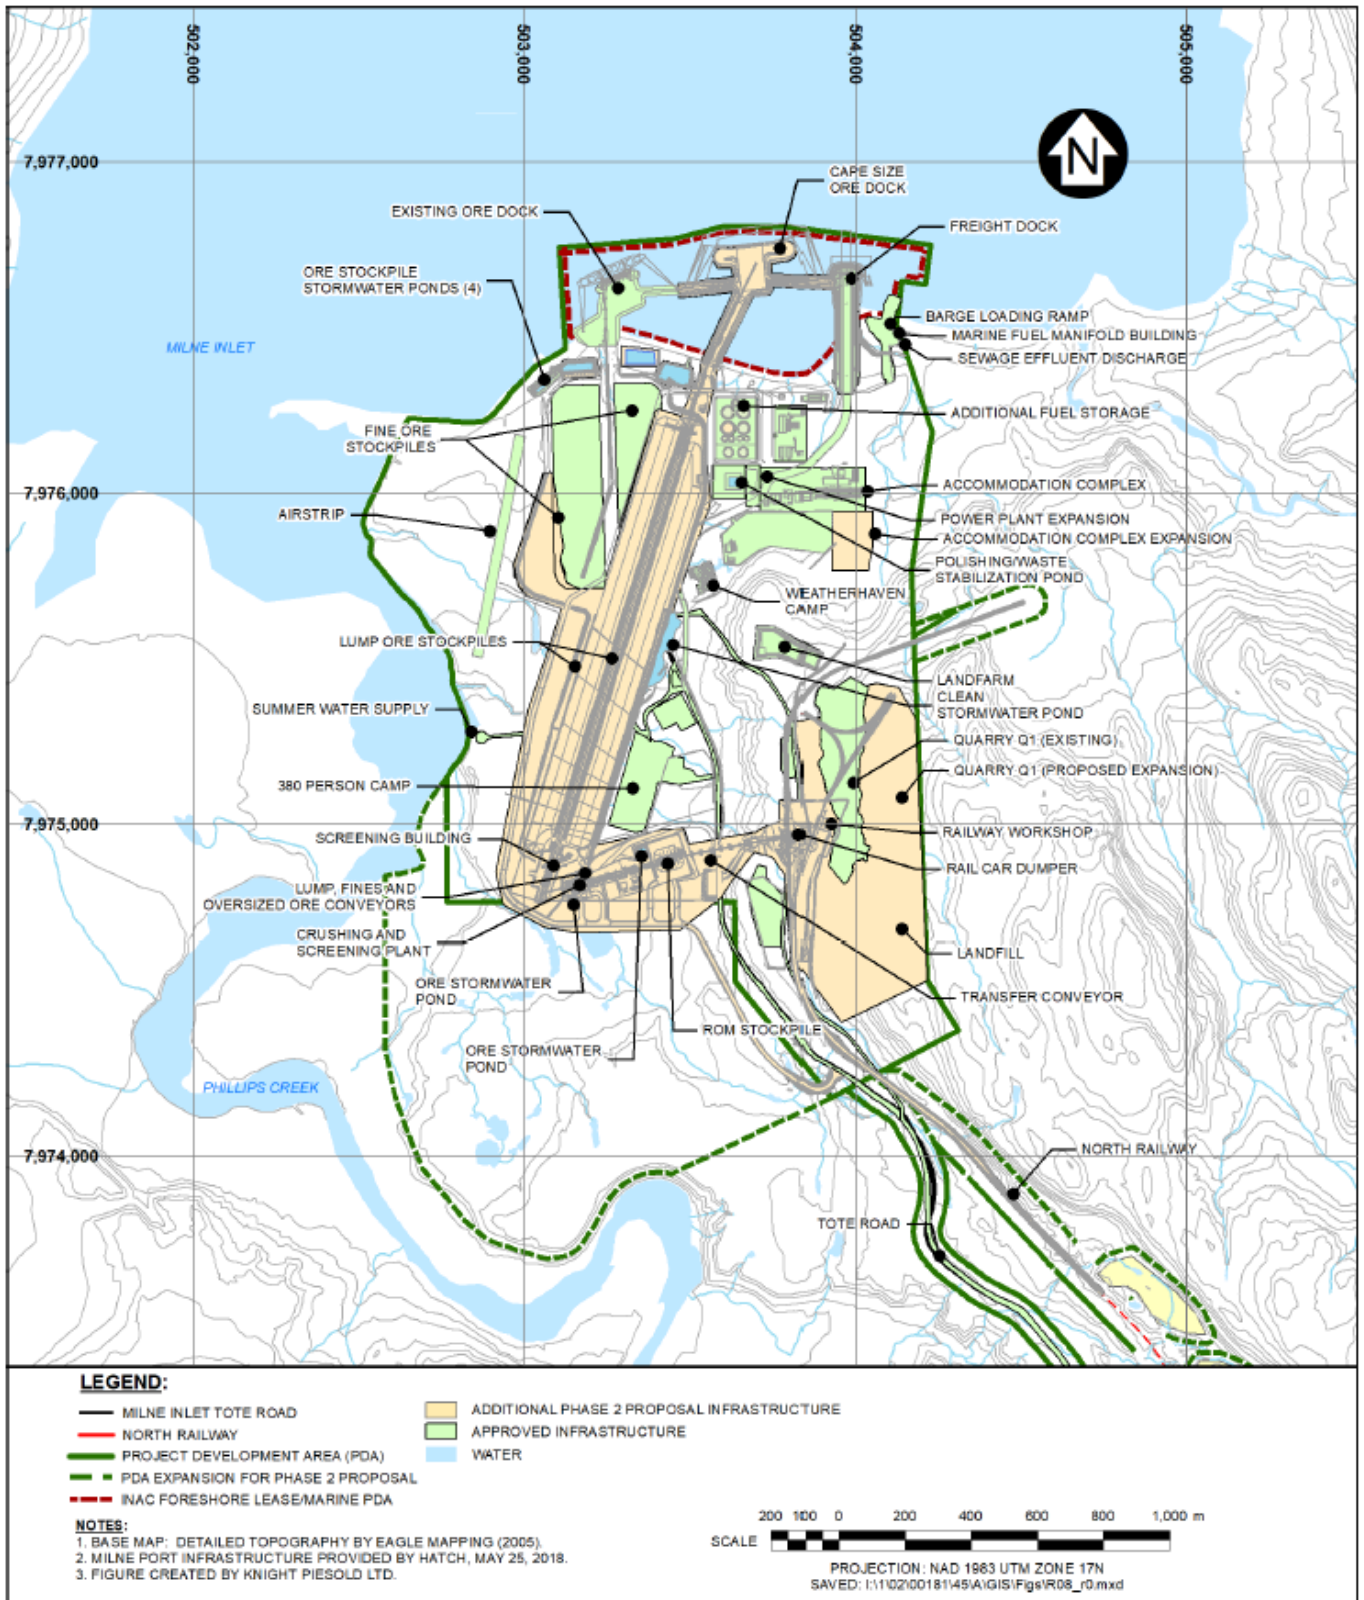 502,000
503,000
504,000
505,000
7,977,000
N
CAPE SIZE
ORE DOCK
EXISTING ORE DOCK
FREIGHT DOCK
ORE STOCKPILE
STORMWATER PONDS (4)
BARGE LOADING RAMP
MARINE FUEL MANIFOLD BUILDING
SEWAGE EFFLUENT DISCHARGE
MILNE INLET
ADDITIONAL FUEL STORAGE
FINE ORE
STOCKPILES
7,976,000
ACCOMMODATION COMPLEX
AIRSTRIP
POWER PLANT EXPANSION
ACCOMMODATION COMPLEX EXPANSION
POLISHING/WASTE
STABILIZATION POND
WEATHERHAVEN
CAMP
LUMP ORE STOCKPILES
LANDFARM
CLEAN
STORMWATER POND
SUMMER WATER SUPPLY
QUARRY Q1 (EXISTING)
QUARRY Q1 (PROPOSED EXPANSION)
380 PERSON CAMP
7,975,000
SCREENING BUILDING
RAILWAY WORKSHOP
RAIL CAR DUMPER
LUMP, FINES AND
OVERSIZED ORE CONVEYORS
CRUSHING AND
SCREENING PLANT
LANDFILL
ORE STORMWATER
POND
TRANSFER CONVEYOR
ROM STOCKPILE
ORE STORMWATER
POND
PHILLIPS CREEK
7,974,000
NORTH RAILWAY
TOTE ROAD
LEGEND:
MILNE INLET TOTE ROAD
NORTH RAILWAY
PROJECT DEVELOPMENT AREA (PDA)
PDA EXPANSION FOR PHASE 2 PROPOSAL
INAC FORESHORE LEASE/MARINE PDA
ADDITIONAL PHASE 2 PROPOSAL INFRASTRUCTURE
APPROVED INFRASTRUCTURE
WATER
NOTES:
1. BASE MAP: DETAILED TOPOGRAPHY BY EAGLE MAPPING (2005).
2. MILNE PORT INFRASTRUCTURE PROVIDED BY HATCH, MAY 25, 2018.
3. FIGURE CREATED BY KNIGHT PIESOLD LTD.
200 100 0 200 400 600 800 1,000 m
SCALE
PROJECTION: NAD 1983 UTM ZONE 17N
SAVED: I:\1\02\00181\45\A\GIS\Figs\R08_r0.mxd